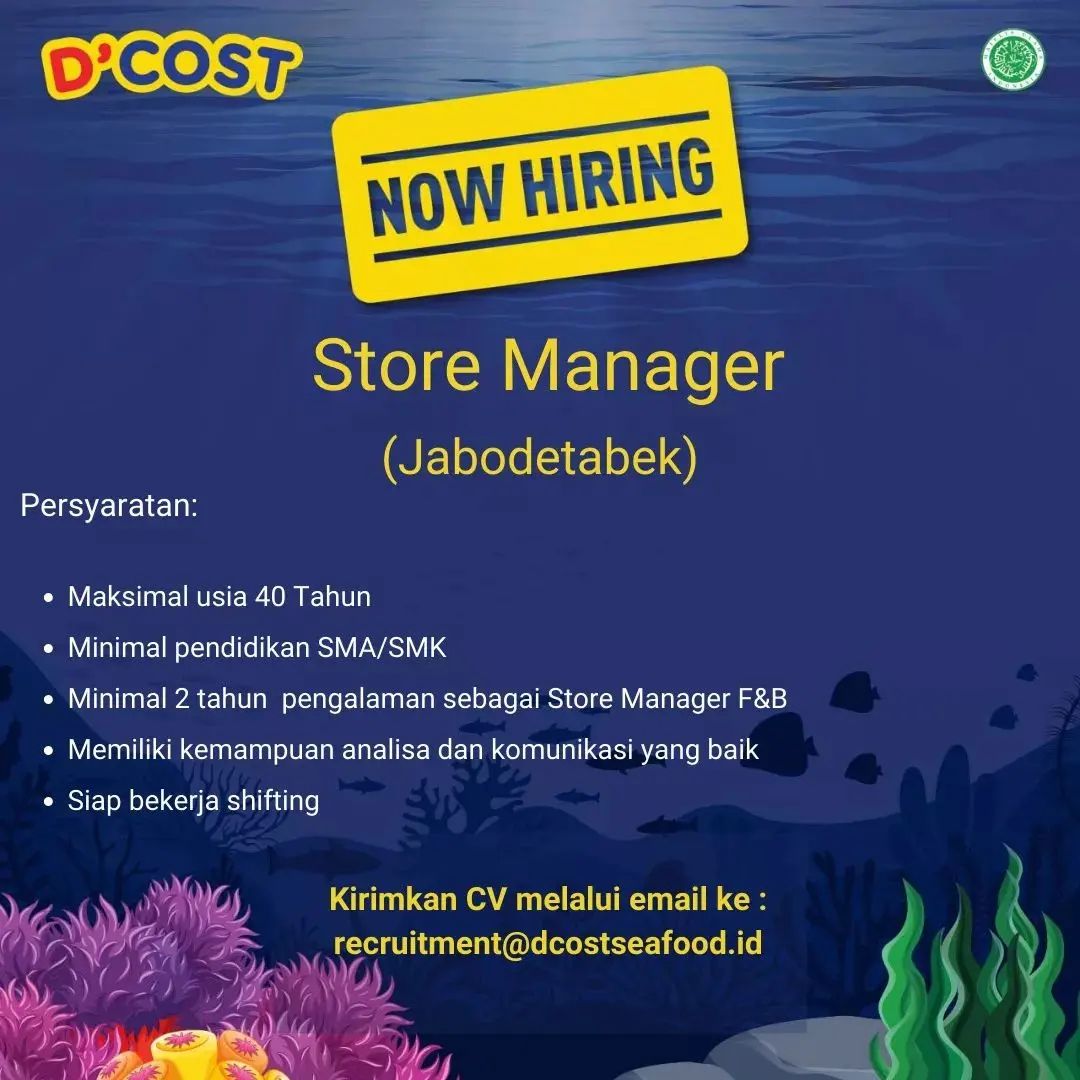 D'COST
NOW HIRING
Store Manager
(Jabodetabek)
Persyaratan:
• Maksimal usia 40 Tahun
• Minimal pendidikan SMA/SMK
• Minimal 2 tahun  pengalaman sebagai Store Manager F&B
• Memiliki kemampuan analisa dan komunikasi yang baik
• Siap bekerja shifting
Kirimkan CV melalui email ke :
recruitment@dcostseafood.id